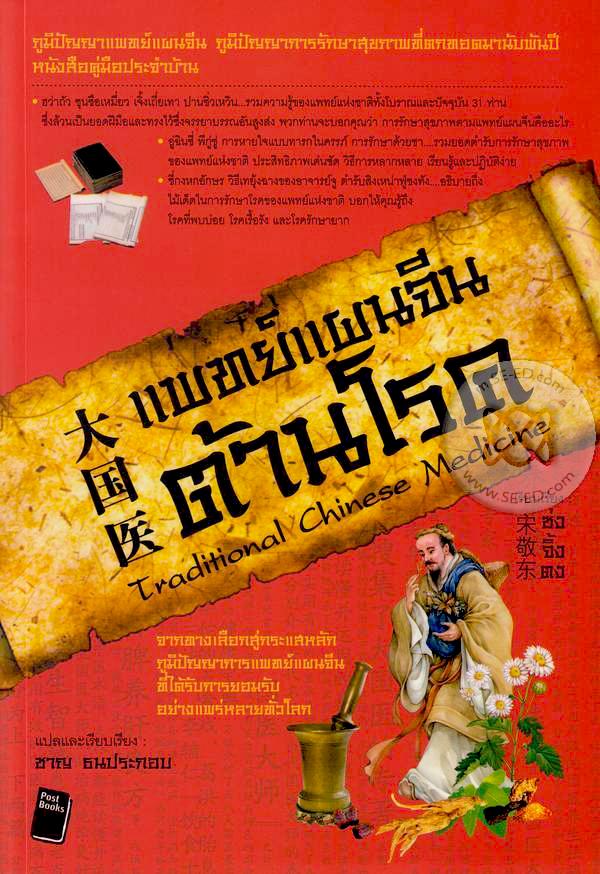 ภูมิปัญญาแพทย์แผนจีน ภูมิปัญญาการรักษาสุขภาพที่ตกทอดมานับพันปี
หนังสือคู่มือประจำบ้าน
• ฮว่าถัว ซุนซือเหมี่ยว เจิ้งเถี่ยเทา ปานซิ่วเหวิน...รวมความรู้ของแพทย์แห่งชาติทั้งโบราณและปัจจุบัน 31 ท่าน
ซึ่งล้วนเป็นยอดฝีมือและทรงไว้ซึ่งจรรยาบรรณอันสูงส่ง พวกท่านจะบอกคุณว่า การรักษาสุขภาพตามแพทย์แผนจีนคืออะไร
• อู่ฉินซี่ พีกู่ซู่ การหายใจแบบทารกในครรภ์ การรักษาด้วยชา....รวมยอดตำรับการรักษาสุขภาพ
ของแพทย์แห่งชาติ ประสิทธิภาพเด่นชัด วิธีการหลากหลาย เรียนรู้และปฏิบัติง่าย
• ชี่กงหกอักษร วิธีเทยุ้งฉางของอาจารย์จู ตำรับสิงเหน่าฟู่ซงทัง....อธิบายถึง
ไม้เด็ดในการรักษาโรคของแพทย์แห่งชาติ บอกให้คุณรู้ถึง
โรคที่พบบ่อย โรคเรื้อรัง และโรครักษายาก
แพทย์แผนจีน
ต้านโรค
大国医
Traditional Chinese Medicine
ซ่งจิ้งตง
宋敬东
จากทางเลือกสู่กระแสหลัก
ภูมิปัญญาการแพทย์แผนจีน
ที่ได้รับการยอมรับ
อย่างแพร่หลายทั่วโลก
แปลและเรียบเรียง :
ชาญ ธนประกอบ
Post
Books
SE-ED.com
www.SE-ED.com